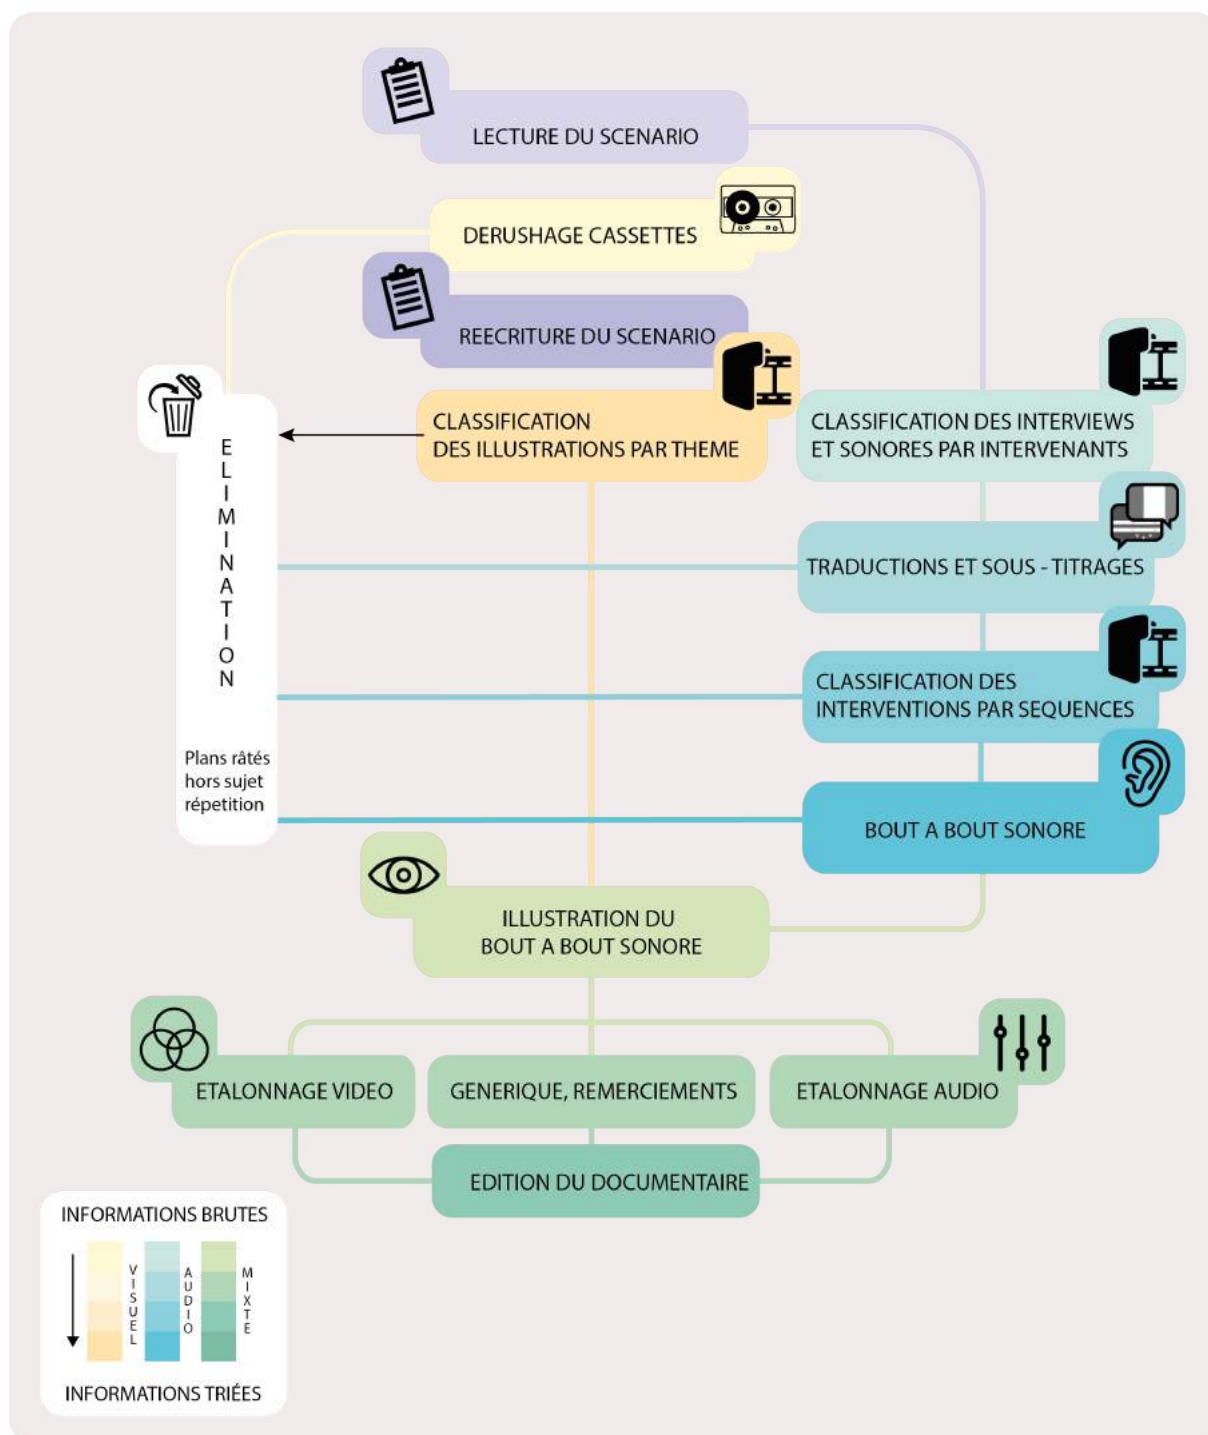 LECTURE DU SCENARIO
DERUSHAGE CASSETTES
REECRITURE DU SCENARIO
CLASSIFICATION
DES ILLUSTRATIONS PAR THEME
CLASSIFICATION DES INTERVIEWS
ET SONORES PAR INTERVENANTS
ELIMINATION
Plans râtés
hors sujet
répetition
TRADUCTIONS ET SOUS - TITRAGES
CLASSIFICATION DES
INTERVENTIONS PAR SEQUENCES
BOUT A BOUT SONORE
ILLUSTRATION DU
BOUT A BOUT SONORE
ETALONNAGE VIDEO
GENERIQUE, REMERCIEMENTS
ETALONNAGE AUDIO
EDITION DU DOCUMENTAIRE
INFORMATIONS BRUTES
VISUEL
AUDIO
MIXTE
INFORMATIONS TRIÉES